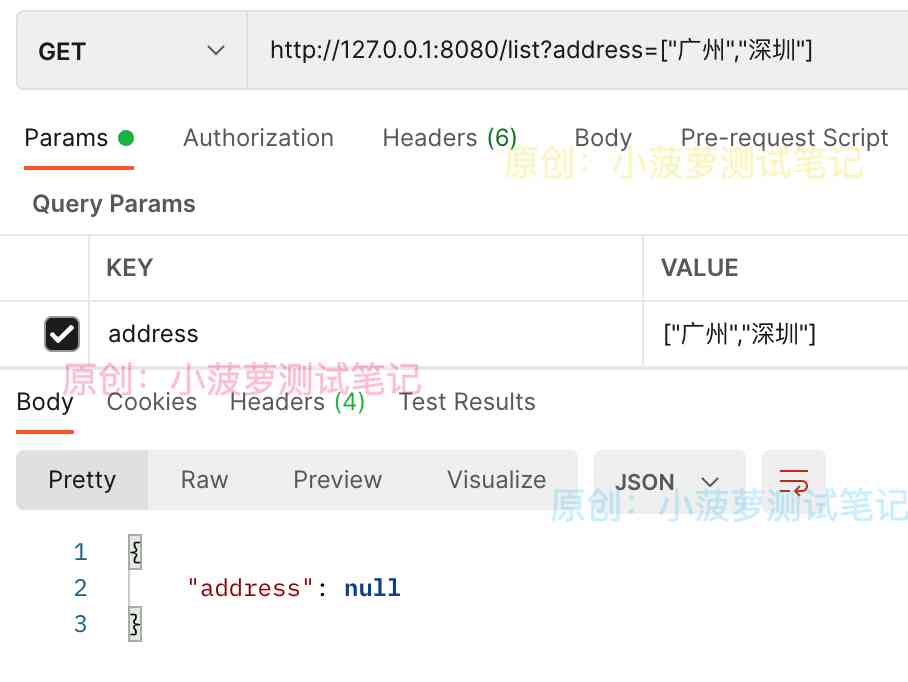 GET http://127.0.0.1:8080/list?address=["广州","深圳"]
Params Authorization Headers (6) Body Pre-request Script
原创：小菠萝测试笔记
Query Params
KEY VALUE
address ["广州","深圳"]
原创：小菠萝测试笔记
Body Cookies Headers (4) Test Results
Pretty Raw Preview Visualize JSON
原创：小菠萝测试笔记
1 {
2 "address": null
3 }